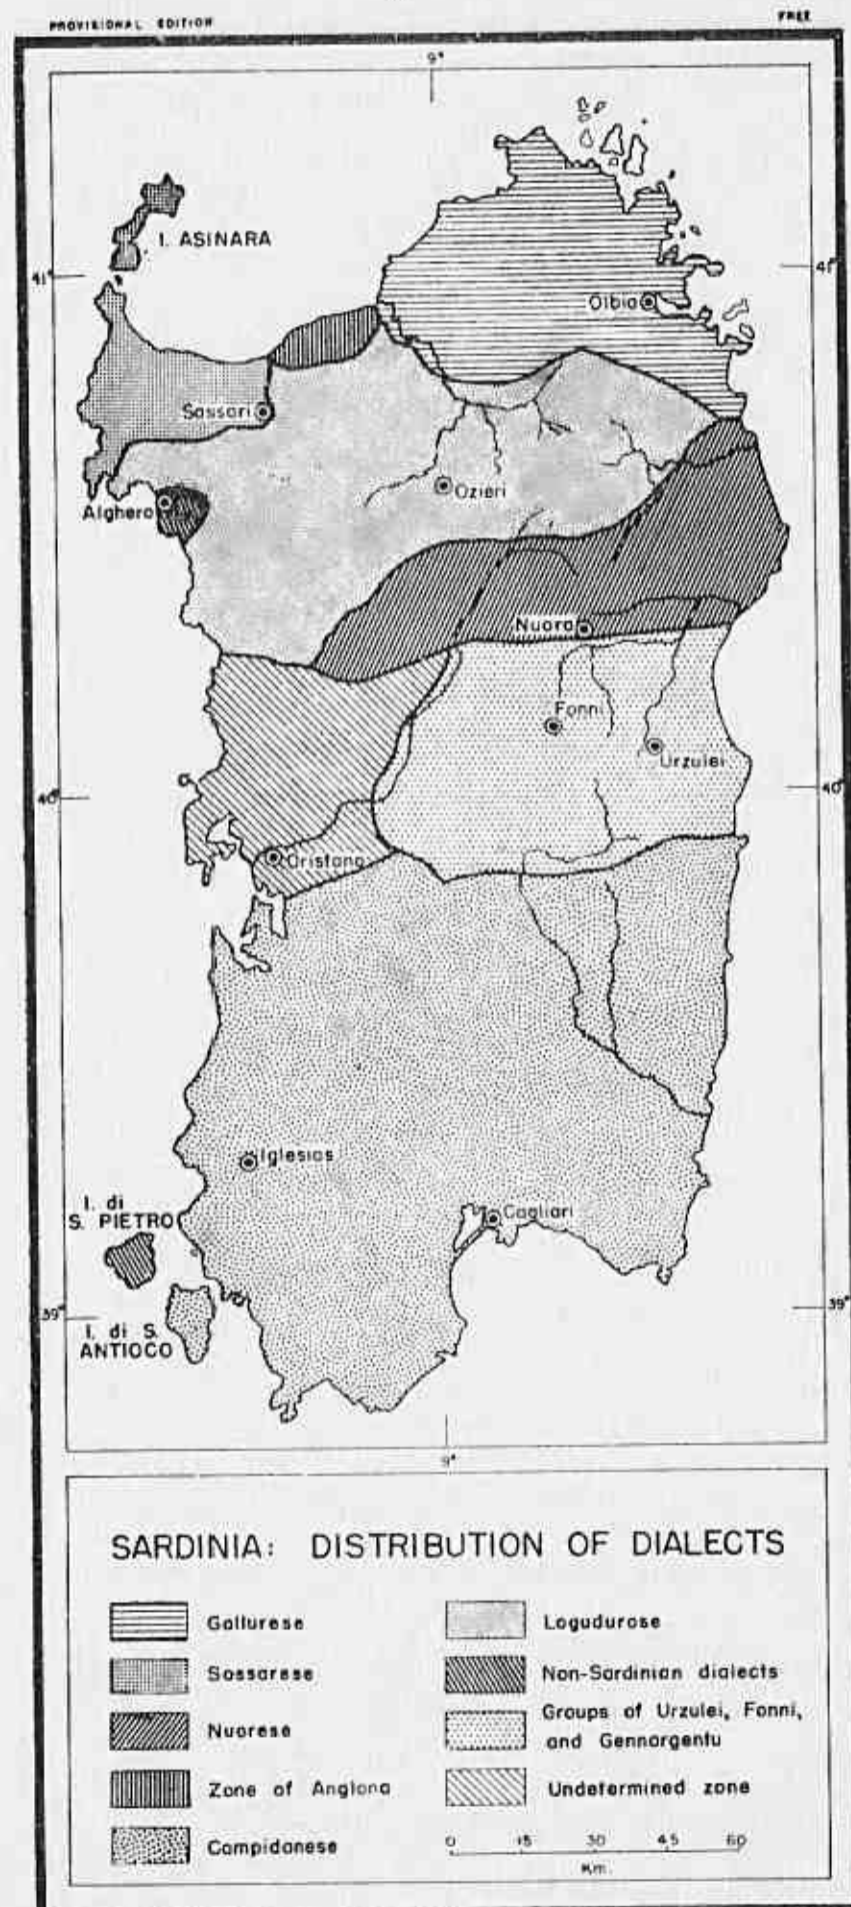 PROVISIONAL EDITION
FREE
9°
I. ASINARA
41°
41°
Olbia
Sassari
Ozieri
Alghero
Nuoro
Fonni
Urzulei
40°
40°
Oristano
Iglesias
Cagliari
I. di
S. PIETRO
39°
39°
I. di S.
ANTIOCO
9°
SARDINIA: DISTRIBUTION OF DIALECTS
Gallurese
Logudurose
Sassarese
Non-Sardinian dialects
Nuorese
Groups of Urzulei, Fonni,
and Gennargentu
Zone of Anglona
Undetermined zone
Campidanese
0 15 30 45 60
Km.